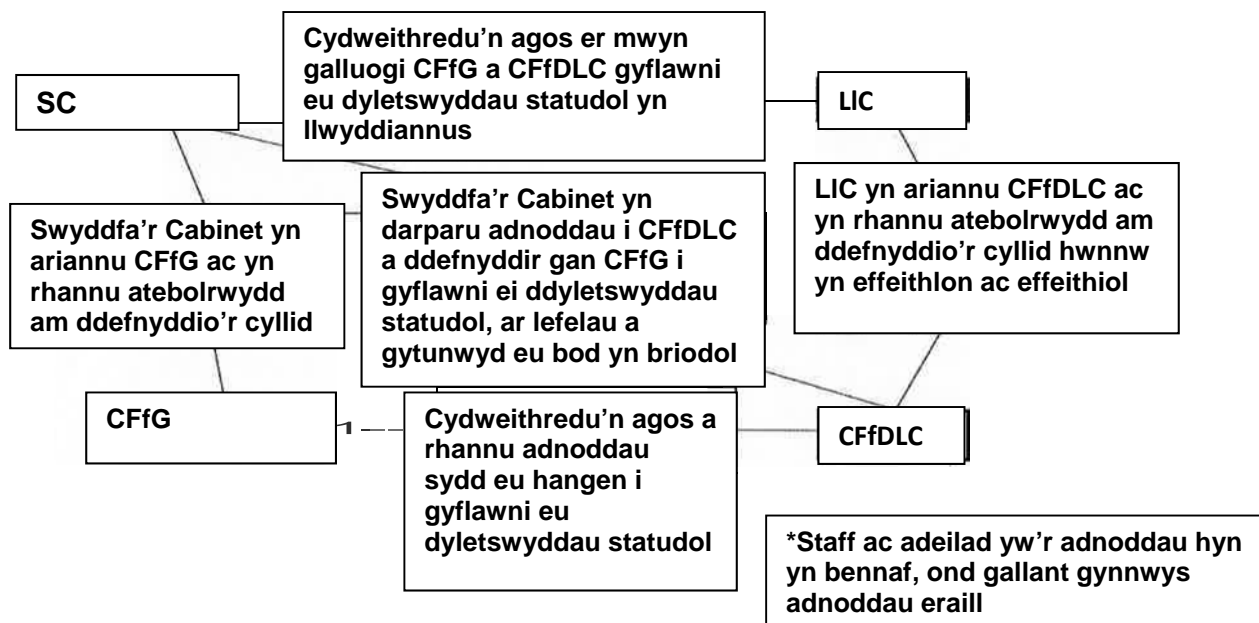 Cydweithredu'n agos er mwyn
galluogi CFfG a CFfDLC gyflawni
eu dyletswyddau statudol yn
llwyddiannus
SC
LlC
Swyddfa'r Cabinet yn
ariannu CFfG ac yn
rhannu atebolrwydd
am ddefnyddio'r cyllid
Swyddfa'r Cabinet yn
darparu adnoddau i CFfDLC
a ddefnyddir gan CFfG i
gyflawni ei ddyletswyddau
statudol, ar lefelau a
gytunwyd eu bod yn briodol
LlC yn ariannu CFfDLC ac
yn rhannu atebolrwydd am
ddefnyddio'r cyllid hwnnw
yn effeithlon ac effeithiol
CFfG
Cydweithredu'n agos a
rhannu adnoddau
sydd eu hangen i
gyflawni eu
dyletswyddau statudol
CFfDLC
*Staff ac adeilad yw'r adnoddau hyn
yn bennaf, ond gallant gynnwys
adnoddau eraill